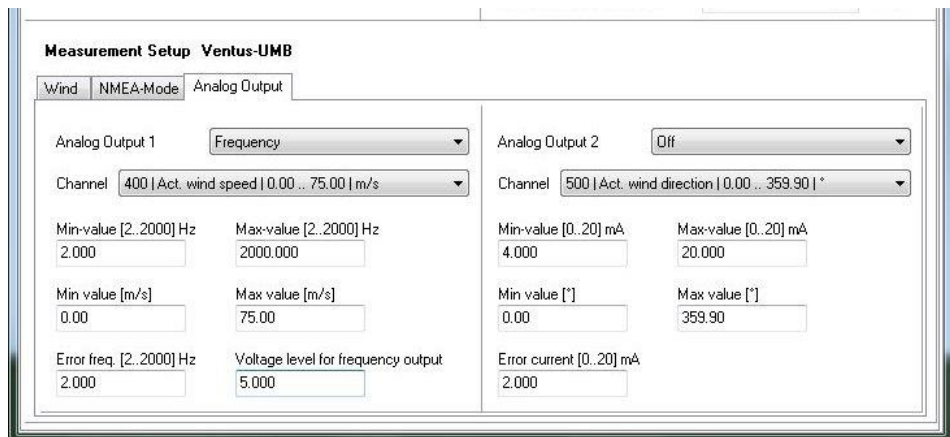 Measurement Setup Ventus-UMB
Wind NMEA-Mode Analog Output
Analog Output 1 Frequency
Channel 400 | Act. wind speed | 0.00 .. 75.00 | m/s
Min-value [2..2000] Hz Max-value [2..2000] Hz
2.000 2000.000
Min value [m/s] Max value [m/s]
0.00 75.00
Error freq. [2..2000] Hz Voltage level for frequency output
2.000 5.000
Analog Output 2 Off
Channel 500 | Act. wind direction | 0.00 .. 359.90 | °
Min-value [0..20] mA Max-value [0..20] mA
4.000 20.000
Min value [°] Max value [°]
0.00 359.90
Error current [0..20] mA
2.000